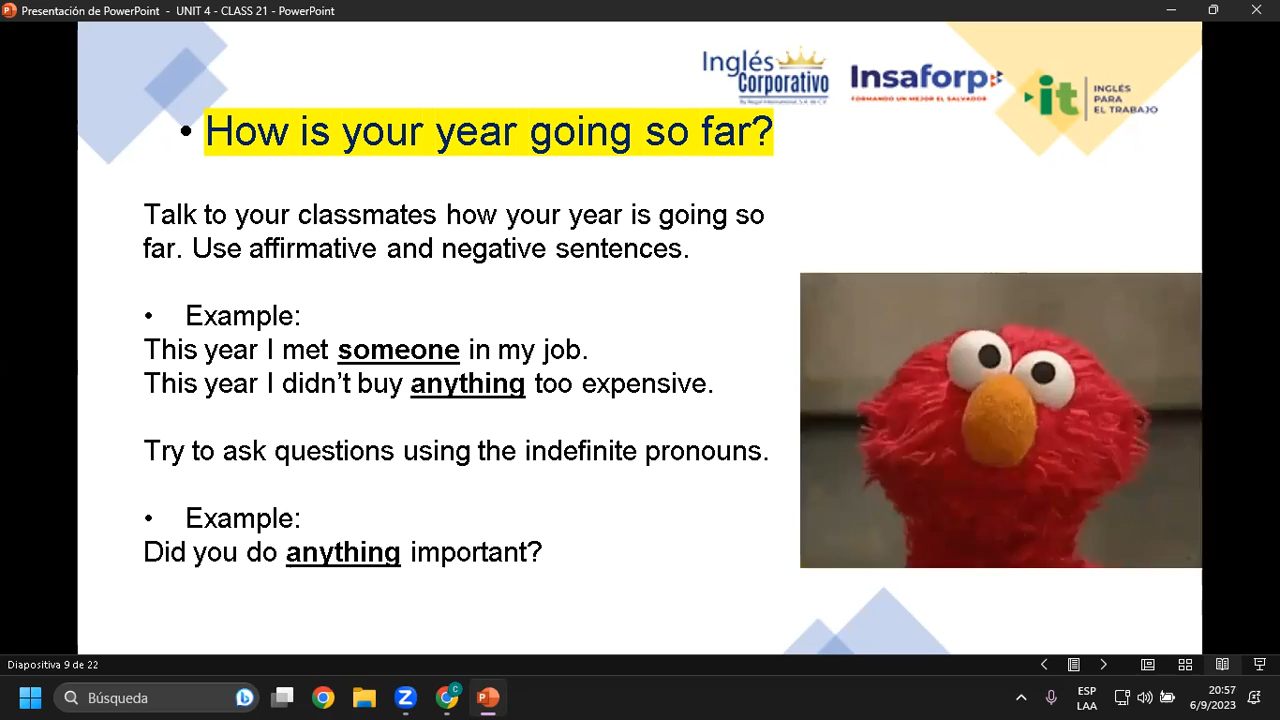 Presentación de PowerPoint - UNIT 4 - CLASS 21 - PowerPoint
Inglés
Corporativo
Insaforp
FORMANDO UN MEJOR EL SALVADOR
it
INGLÉS
PARA
EL TRABAJO
• How is your year going so far?
Talk to your classmates how your year is going so
far. Use affirmative and negative sentences.
• Example:
This year I met someone in my job.
This year I didn't buy anything too expensive.
Try to ask questions using the indefinite pronouns.
• Example:
Did you do anything important?
Diapositiva 9 de 22
Búsqueda
ESP
LAA
20:57
6/9/2023